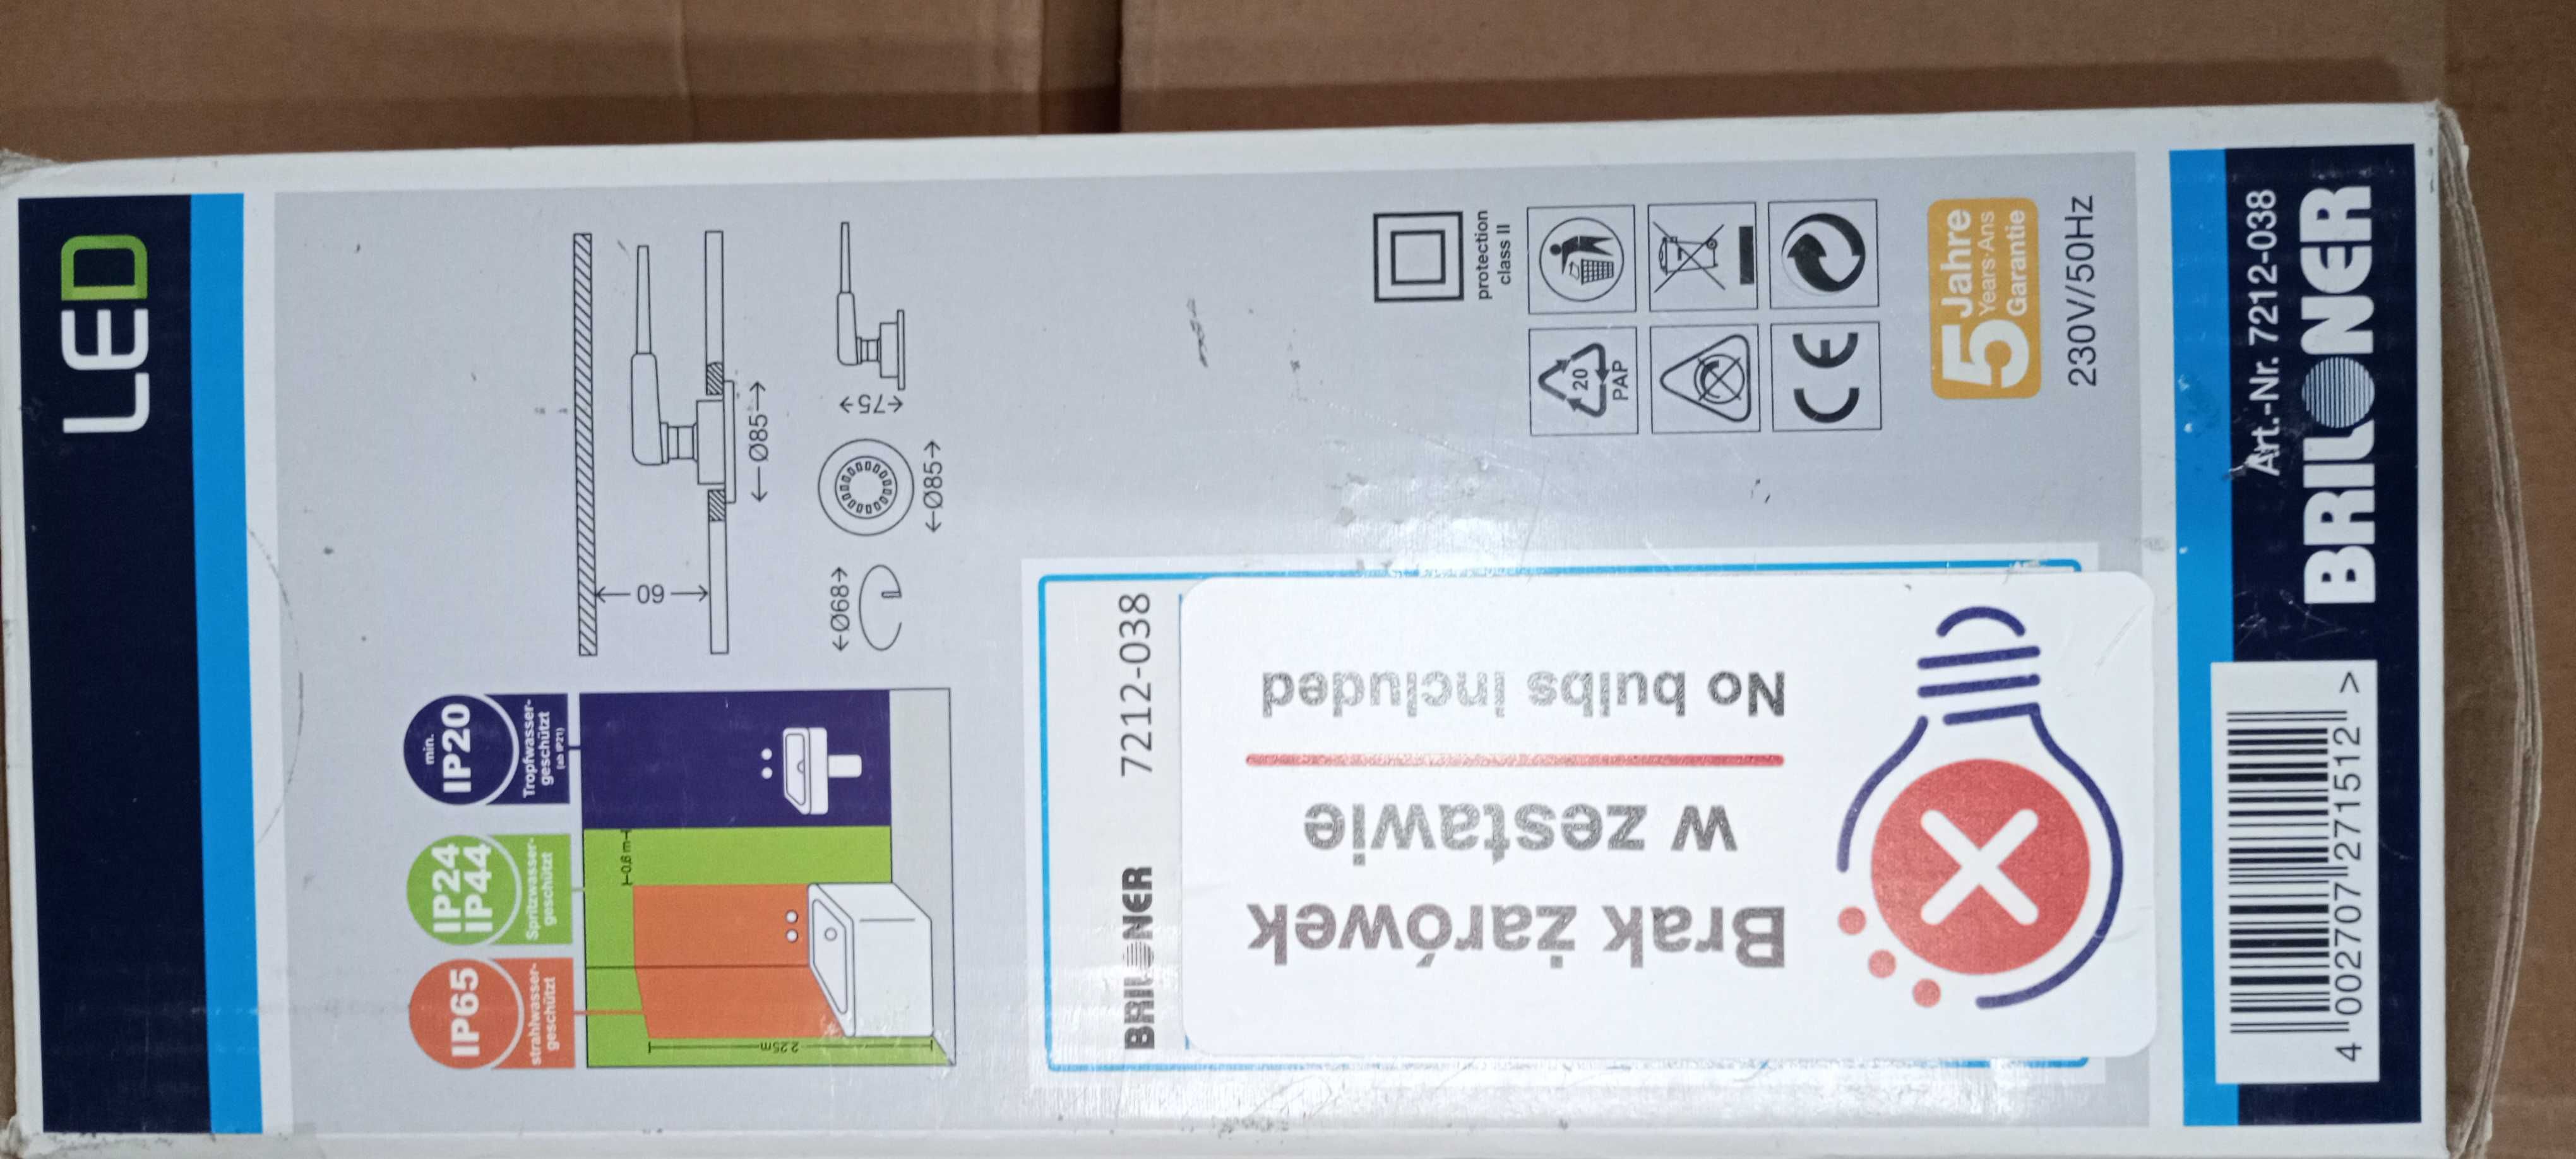 LED
IP65
strahlwasser-
geschützt
IP24
IP44
Spritzwasser-
geschützt
min.
IP20
Tropfwasser-
geschützt
(ab IP21)
0,6 m
2,25m
60
Ø85
Ø68
Ø85
75
protection
class II
20
PAP
CE
5 Jahre
Years·Ans
Garantie
230V/50Hz
BRILONER 7212-038
Brak żarówek
w zestawie
No bulbs included
Art.-Nr. 7212-038
BRILONER
4 002707 271512 >